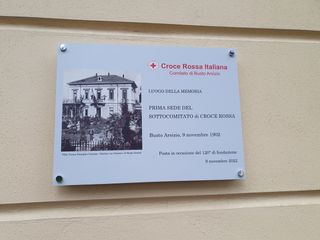 Croce Rossa Italiana
Comitato di Busto Arsizio
LUOGO DELLA MEMORIA
PRIMA SEDE DEL
SOTTOCOMITATO di CROCE ROSSA
Busto Arsizio, 9 novembre 1902
Posta in occasione del 120° di fondazione
9 novembre 2022